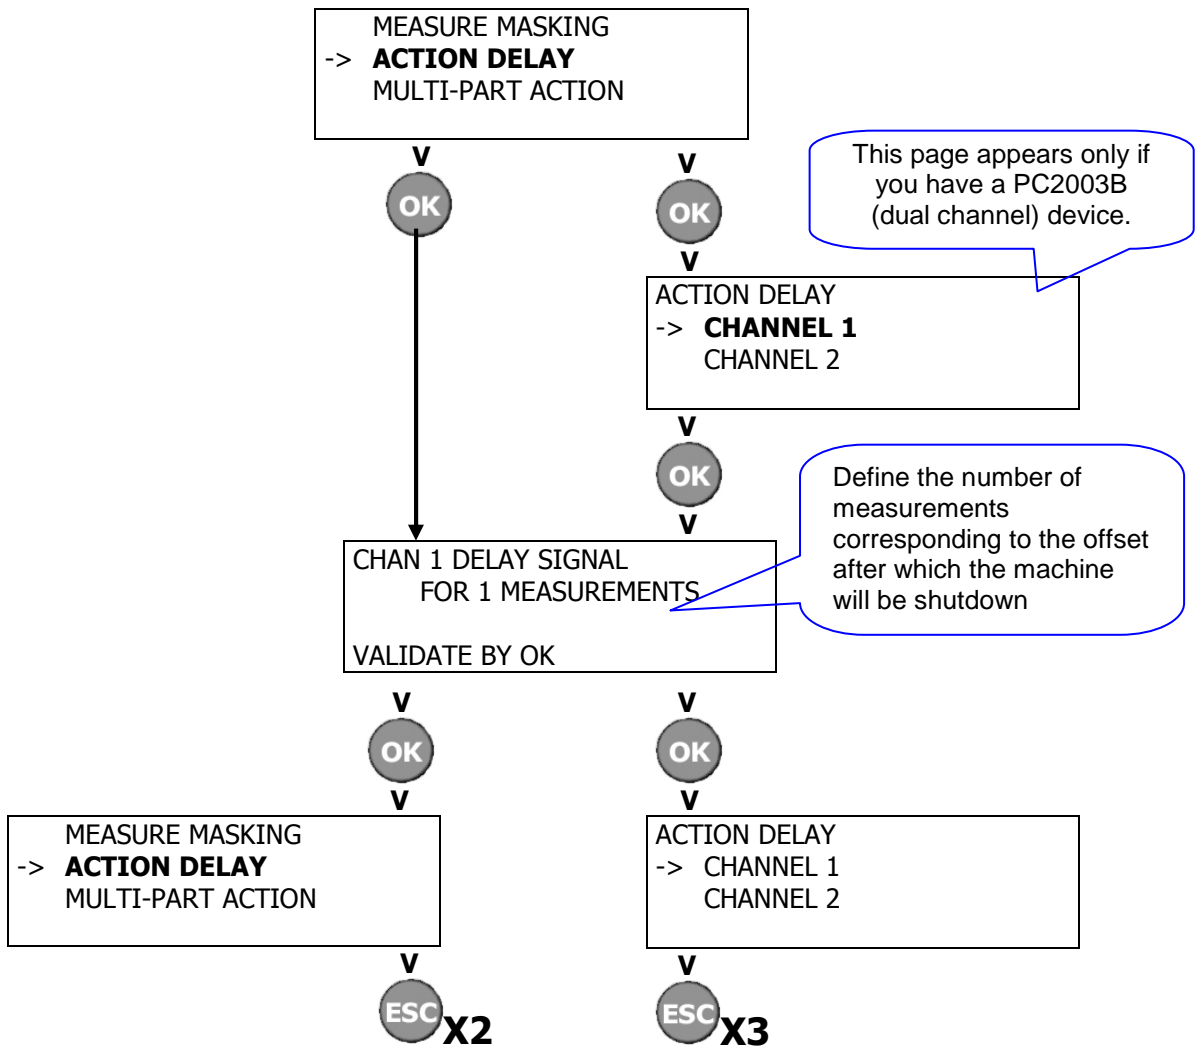 MEASURE MASKING
-> ACTION DELAY
MULTI-PART ACTION
V
V
OK
OK
This page appears only if
you have a PC2003B
(dual channel) device.
V
ACTION DELAY
-> CHANNEL 1
CHANNEL 2
V
OK
V
Define the number of
measurements
corresponding to the offset
after which the machine
will be shutdown
CHAN 1 DELAY SIGNAL
FOR 1 MEASUREMENTS
VALIDATE BY OK
V
V
OK
OK
V
V
MEASURE MASKING
-> ACTION DELAY
MULTI-PART ACTION
ACTION DELAY
-> CHANNEL 1
CHANNEL 2
V
V
ESC X2
ESC X3